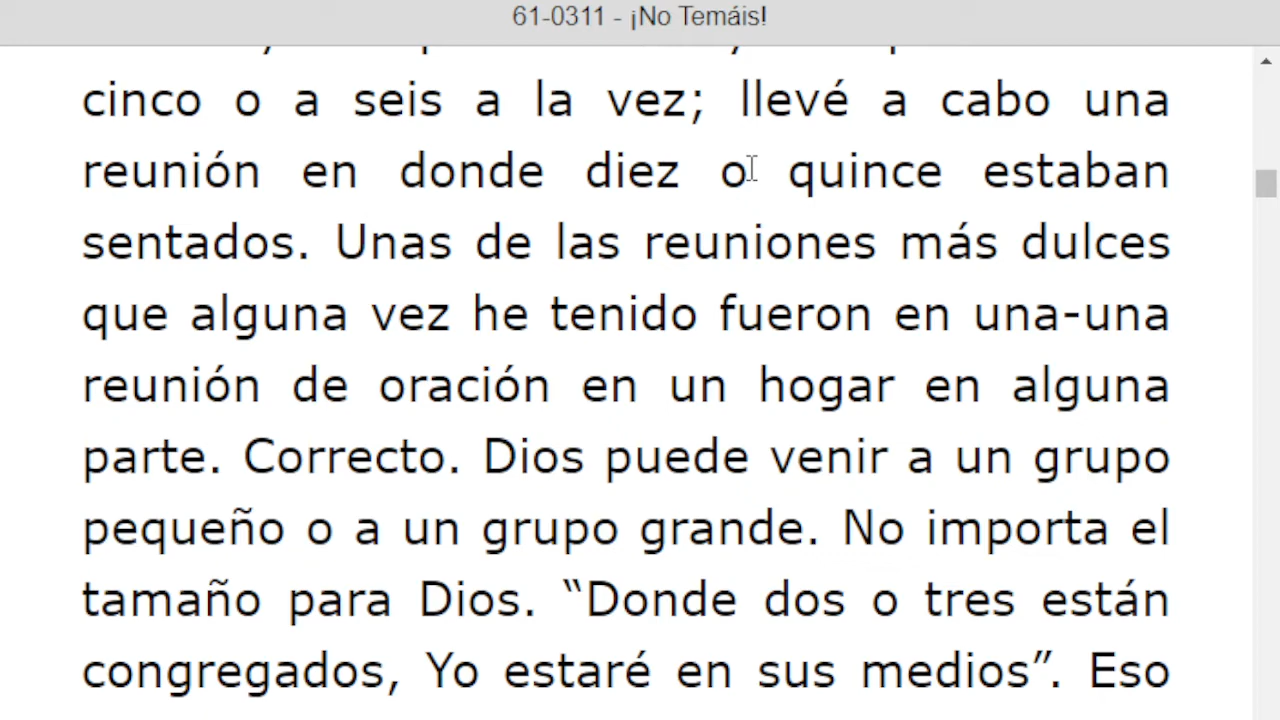 61-0311 - ¡No Temáis!
cinco o a seis a la vez; llevé a cabo una
reunión en donde diez o quince estaban
sentados. Unas de las reuniones más dulces
que alguna vez he tenido fueron en una-una
reunión de oración en un hogar en alguna
parte. Correcto. Dios puede venir a un grupo
pequeño o a un grupo grande. No importa el
tamaño para Dios. “Donde dos o tres están
congregados, Yo estaré en sus medios”. Eso